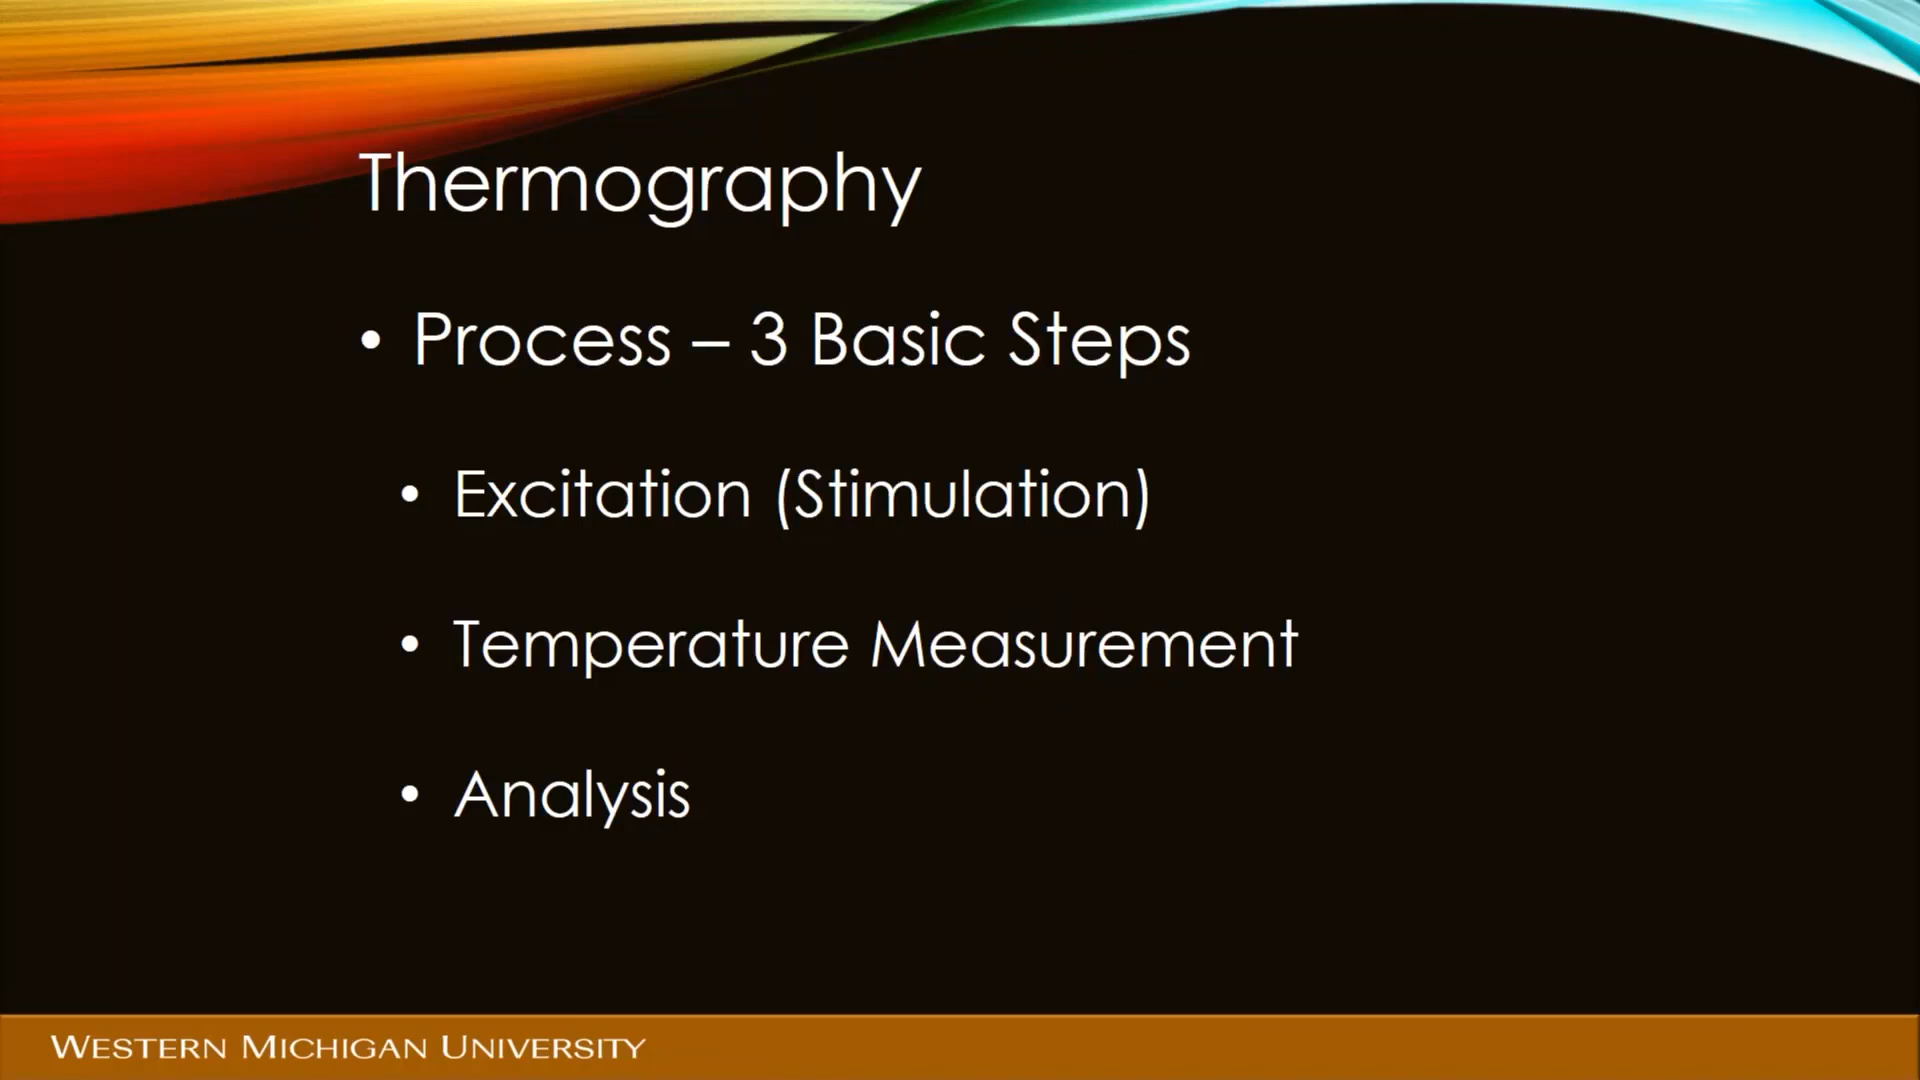 Thermography
• Process – 3 Basic Steps
• Excitation (Stimulation)
• Temperature Measurement
• Analysis
WESTERN MICHIGAN UNIVERSITY